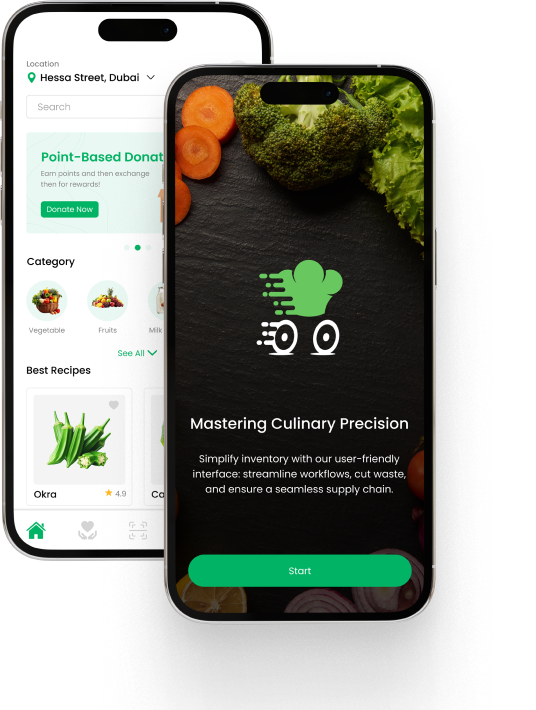 Location
Hessa Street, Dubai
Search
Point-Based Donat
Earn points and then exchange
then for rewards!
Donate Now
Category
Vegetable
Fruits
Milk
See All
Best Recipes
Okra
4.9
Ca
Mastering Culinary Precision
Simplify inventory with our user-friendly
interface: streamline workflows, cut waste,
and ensure a seamless supply chain.
Start